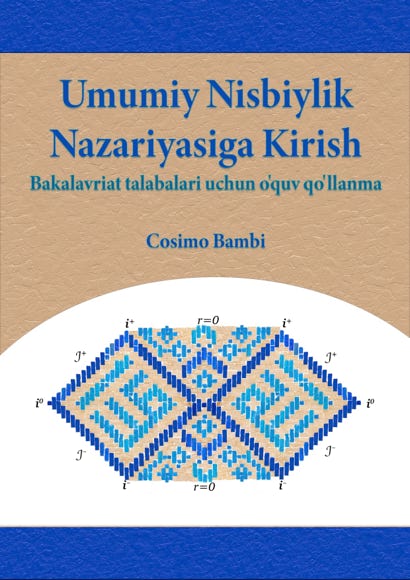 Umumiy Nisbiylik
Nazariyasiga Kirish
Bakalavriat talabalari uchun o'quv qo'llanma
Cosimo Bambi
i⁺ r=0 i⁺
ℐ⁺ ℐ⁺
i⁰ i⁰
ℐ⁻ ℐ⁻
i⁻ r=0 i⁻